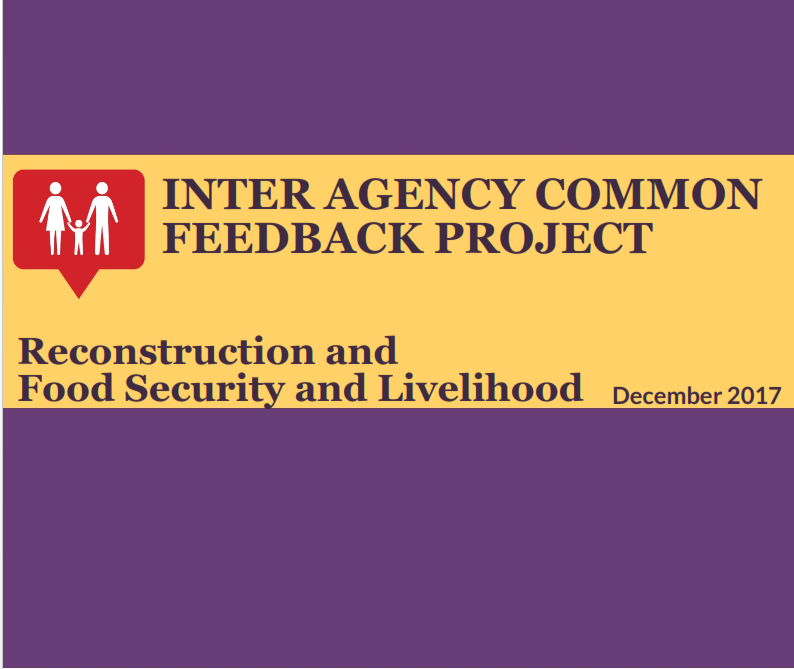 INTER AGENCY COMMON
FEEDBACK PROJECT
Reconstruction and
Food Security and Livelihood
December 2017